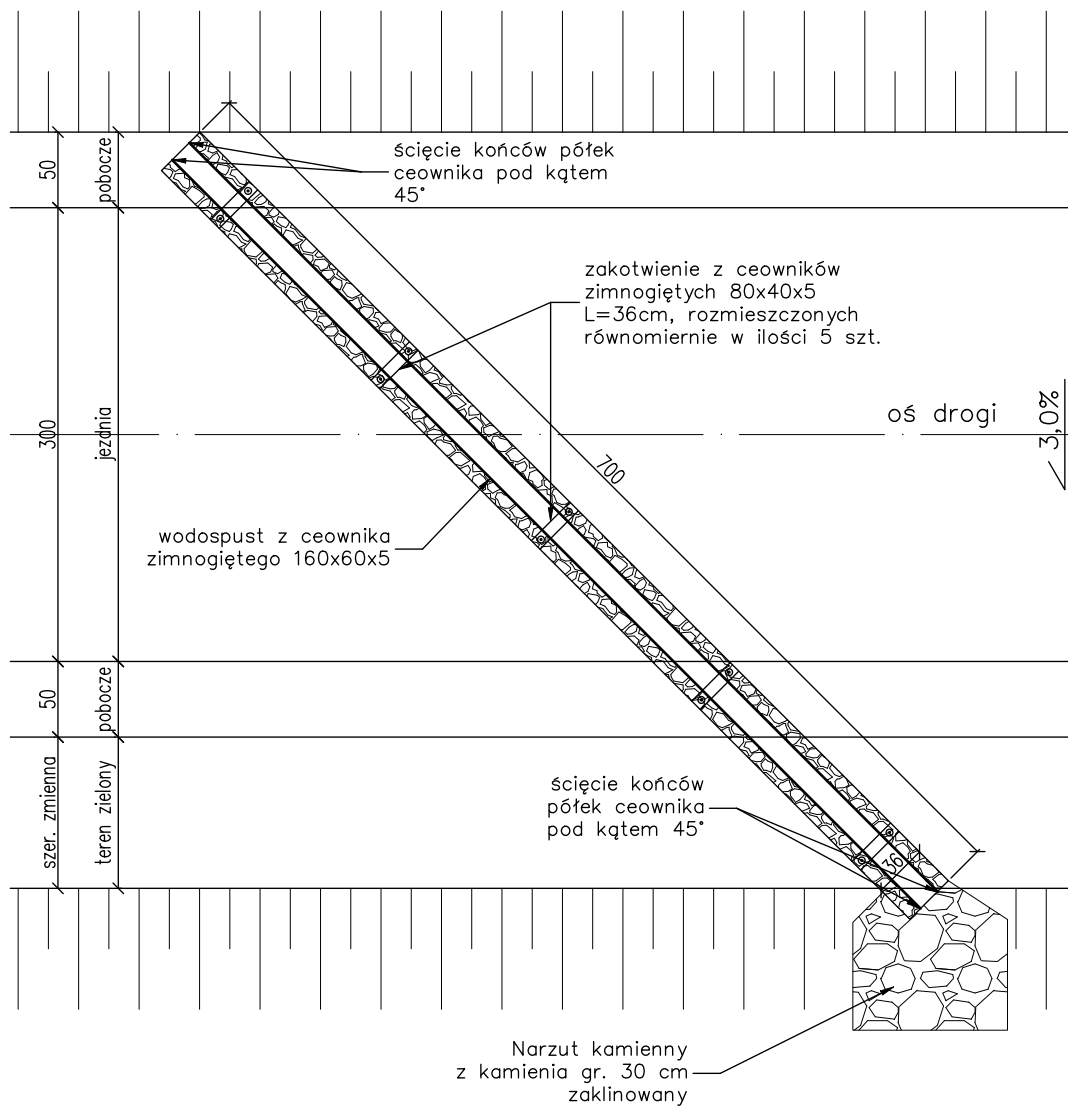 ścięcie końców półek
ceownika pod kątem
45°
50
pobocze
zakotwienie z ceowników
zimnogiętych 80x40x5
L=36cm, rozmieszczonych
równomiernie w ilości 5 szt.
300
jezdnia
oś drogi
3,0%
700
wodospust z ceownika
zimnogiętego 160x60x5
50
pobocze
szer. zmienna
teren zielony
ścięcie końców
półek ceownika
pod kątem 45°
36
Narzut kamienny
z kamienia gr. 30 cm
zaklinowany